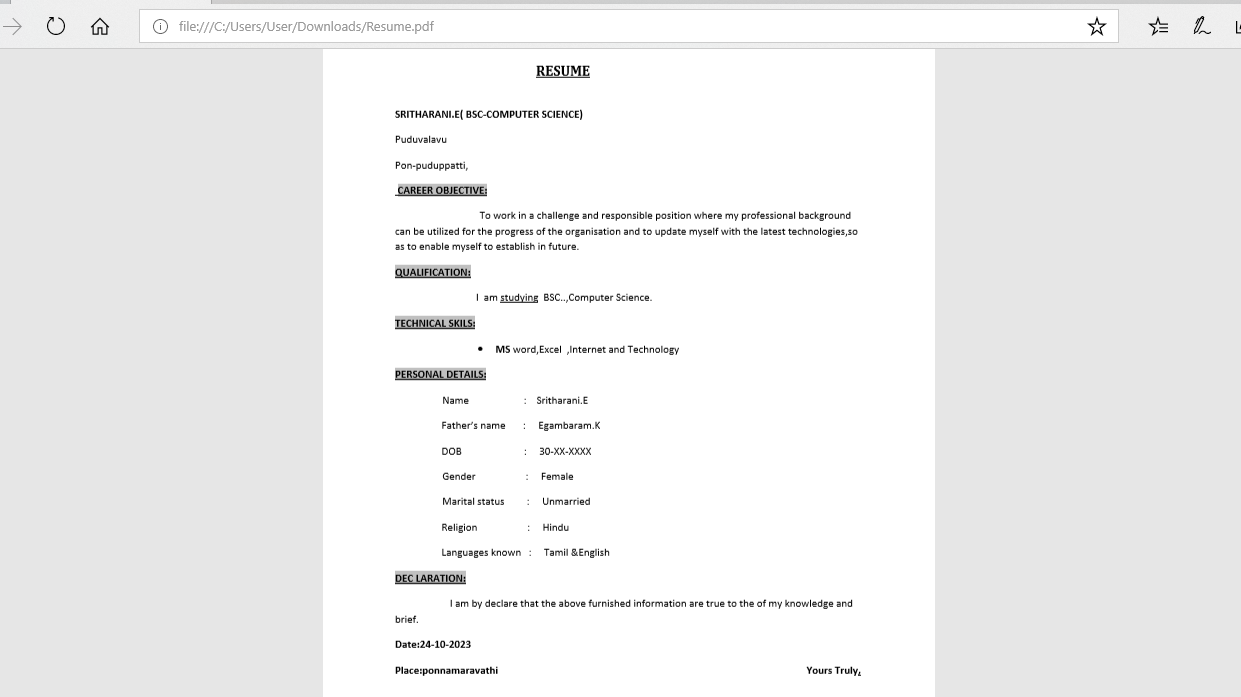 file:///C:/Users/User/Downloads/Resume.pdf
RESUME
SRITHARANI.E( BSC-COMPUTER SCIENCE)
Puduvalavu
Pon-puduppatti,
CAREER OBJECTIVE:
To work in a challenge and responsible position where my professional background
can be utilized for the progress of the organisation and to update myself with the latest technologies,so
as to enable myself to establish in future.
QUALIFICATION:
I am studying BSC..,Computer Science.
TECHNICAL SKILS:
• MS word,Excel ,Internet and Technology
PERSONAL DETAILS:
Name : Sritharani.E
Father's name : Egambaram.K
DOB : 30-XX-XXXX
Gender : Female
Marital status : Unmarried
Religion : Hindu
Languages known : Tamil &English
DEC LARATION:
I am by declare that the above furnished information are true to the of my knowledge and
brief.
Date:24-10-2023
Place:ponnamaravathi Yours Truly,